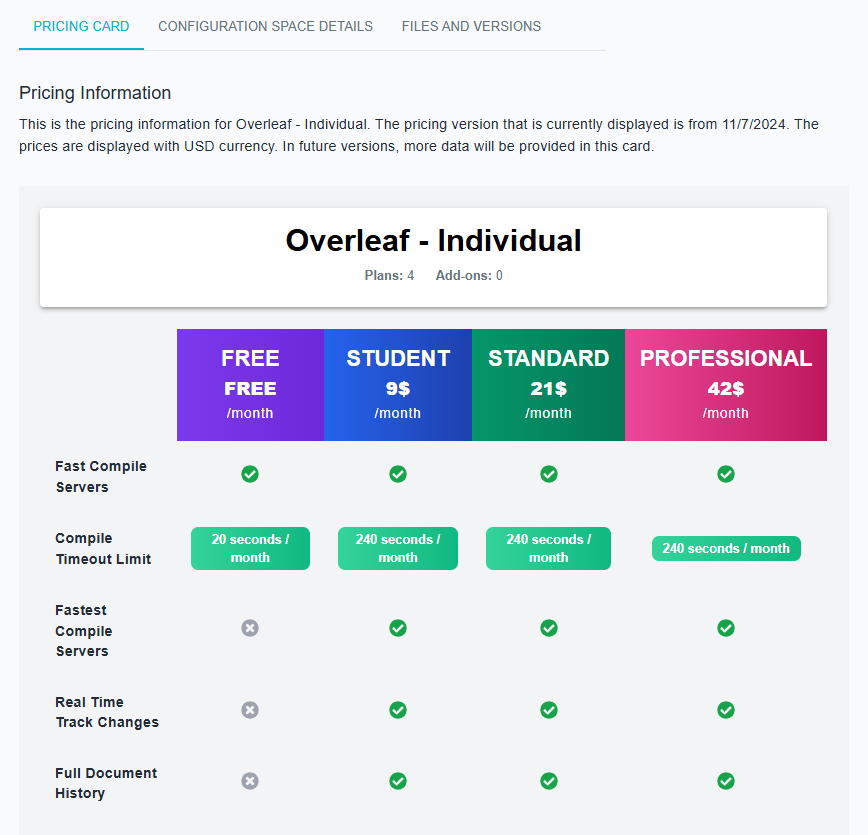 PRICING CARD CONFIGURATION SPACE DETAILS FILES AND VERSIONS
Pricing Information
This is the pricing information for Overleaf - Individual. The pricing version that is currently displayed is from 11/7/2024. The
prices are displayed with USD currency. In future versions, more data will be provided in this card.
Overleaf - Individual
Plans: 4 Add-ons: 0
FREE STUDENT STANDARD PROFESSIONAL
FREE 9$ 21$ 42$
/month /month /month /month
Fast Compile
Servers
Compile
Timeout Limit
20 seconds /
month
240 seconds /
month
240 seconds /
month
240 seconds / month
Fastest
Compile
Servers
Real Time
Track Changes
Full Document
History